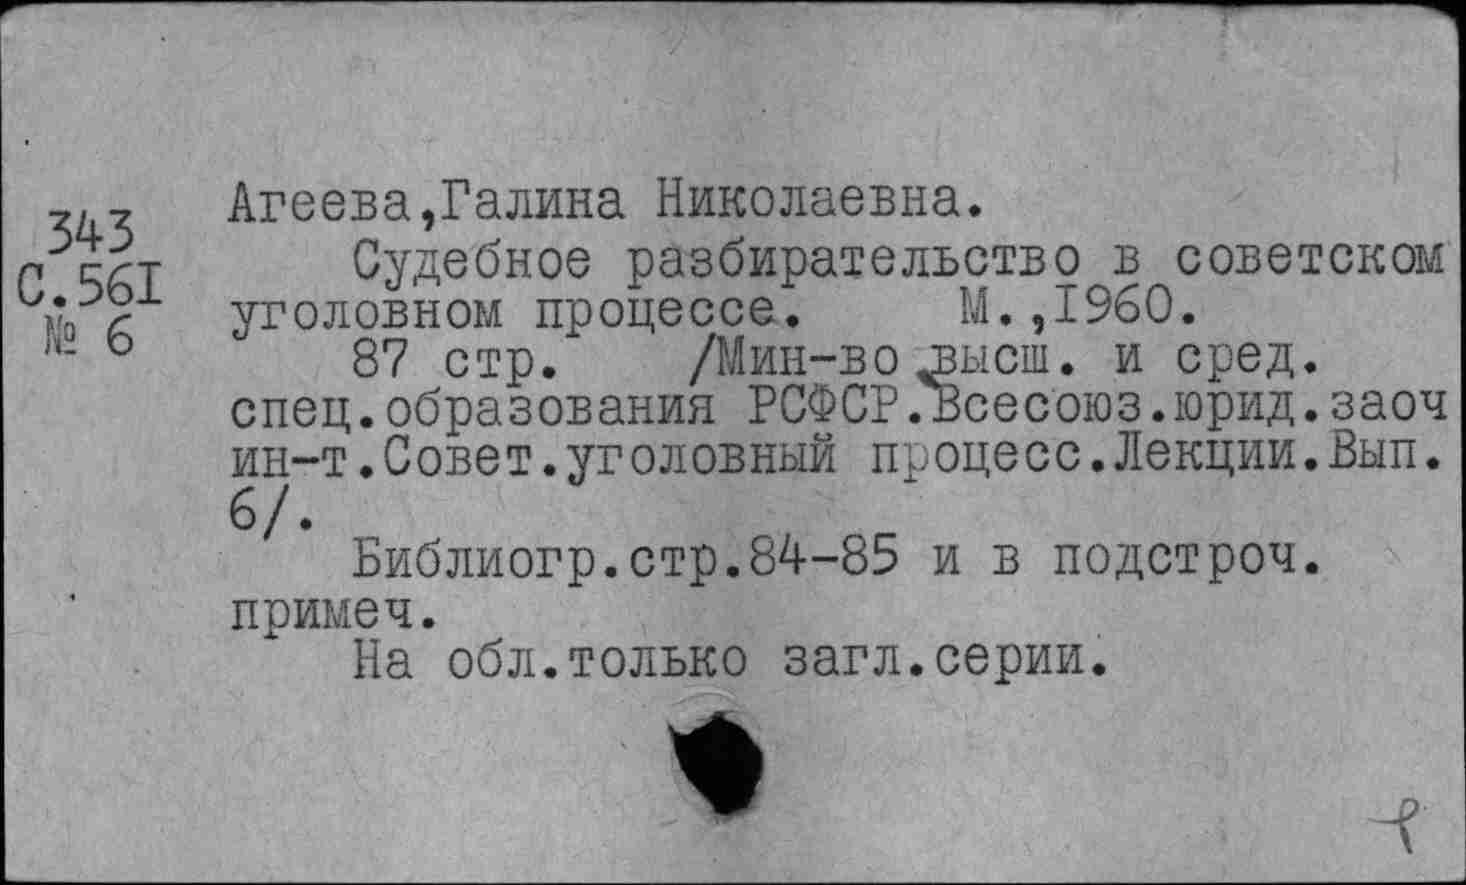 343
С.56I
№ 6
Агеева,Галина Николаевна.
Судебное разбирательство в советском
уголовном процессе. М.,I960.
87 стр. /Мин-во высш. и сред.
спец.образования РСФСР.Всесоюз.юрид.заоч
ин-т.Совет.уголовный процесс.Лекции.Вып.
6/.
Библиогр.стр.84-85 и в подстроч.
примеч.
На обл.только загл.серии.